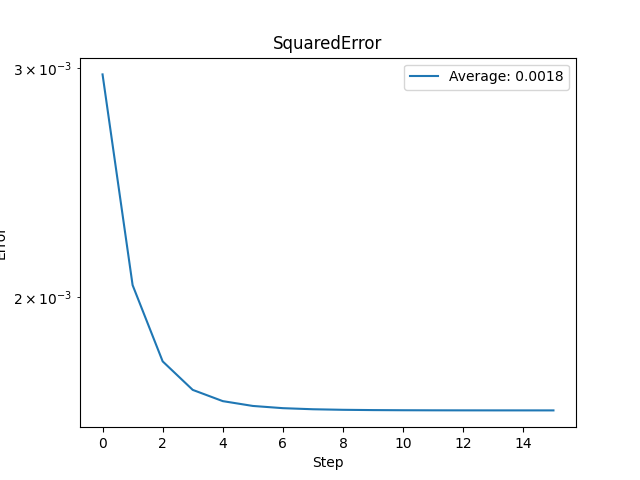 SquaredError
3 × 10⁻³
2 × 10⁻³
Error
Average: 0.0018
0 2 4 6 8 10 12 14
Step